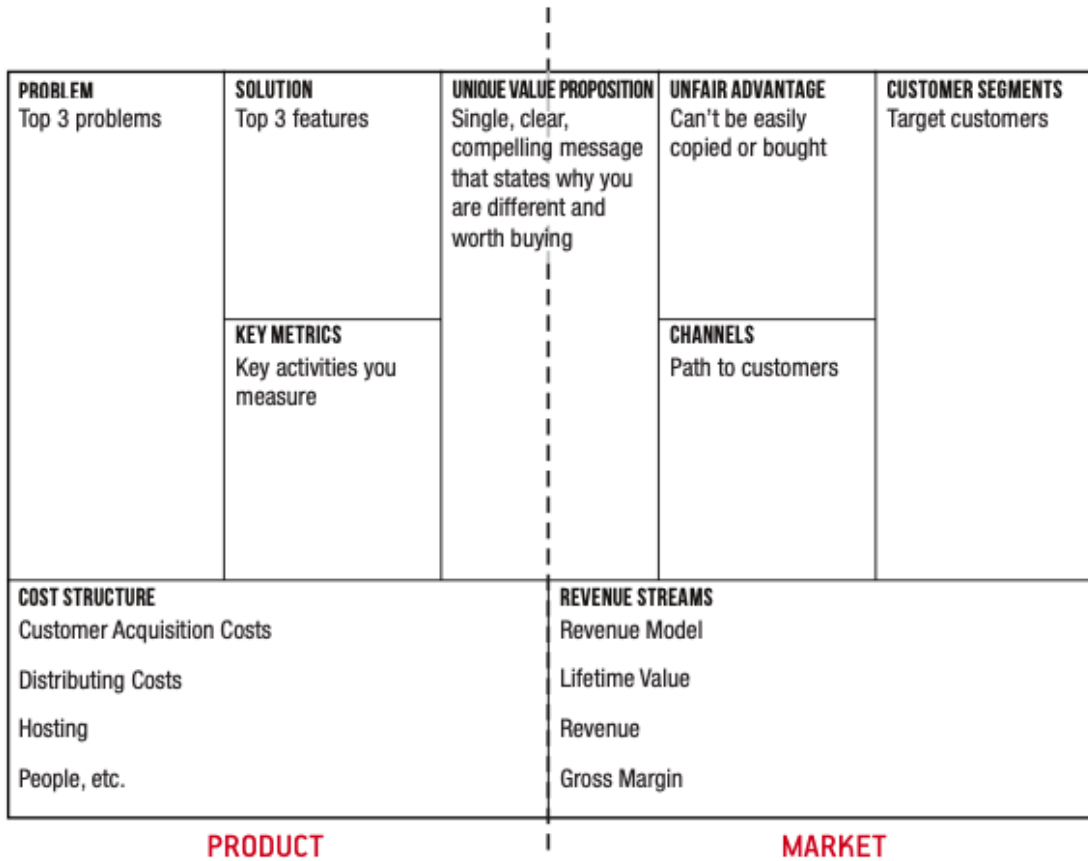 PROBLEM
Top 3 problems
SOLUTION
Top 3 features
KEY METRICS
Key activities you
measure
UNIQUE VALUE PROPOSITION
Single, clear,
compelling message
that states why you
are different and
worth buying
UNFAIR ADVANTAGE
Can't be easily
copied or bought
CHANNELS
Path to customers
CUSTOMER SEGMENTS
Target customers
COST STRUCTURE
Customer Acquisition Costs
Distributing Costs
Hosting
People, etc.
REVENUE STREAMS
Revenue Model
Lifetime Value
Revenue
Gross Margin
PRODUCT
MARKET